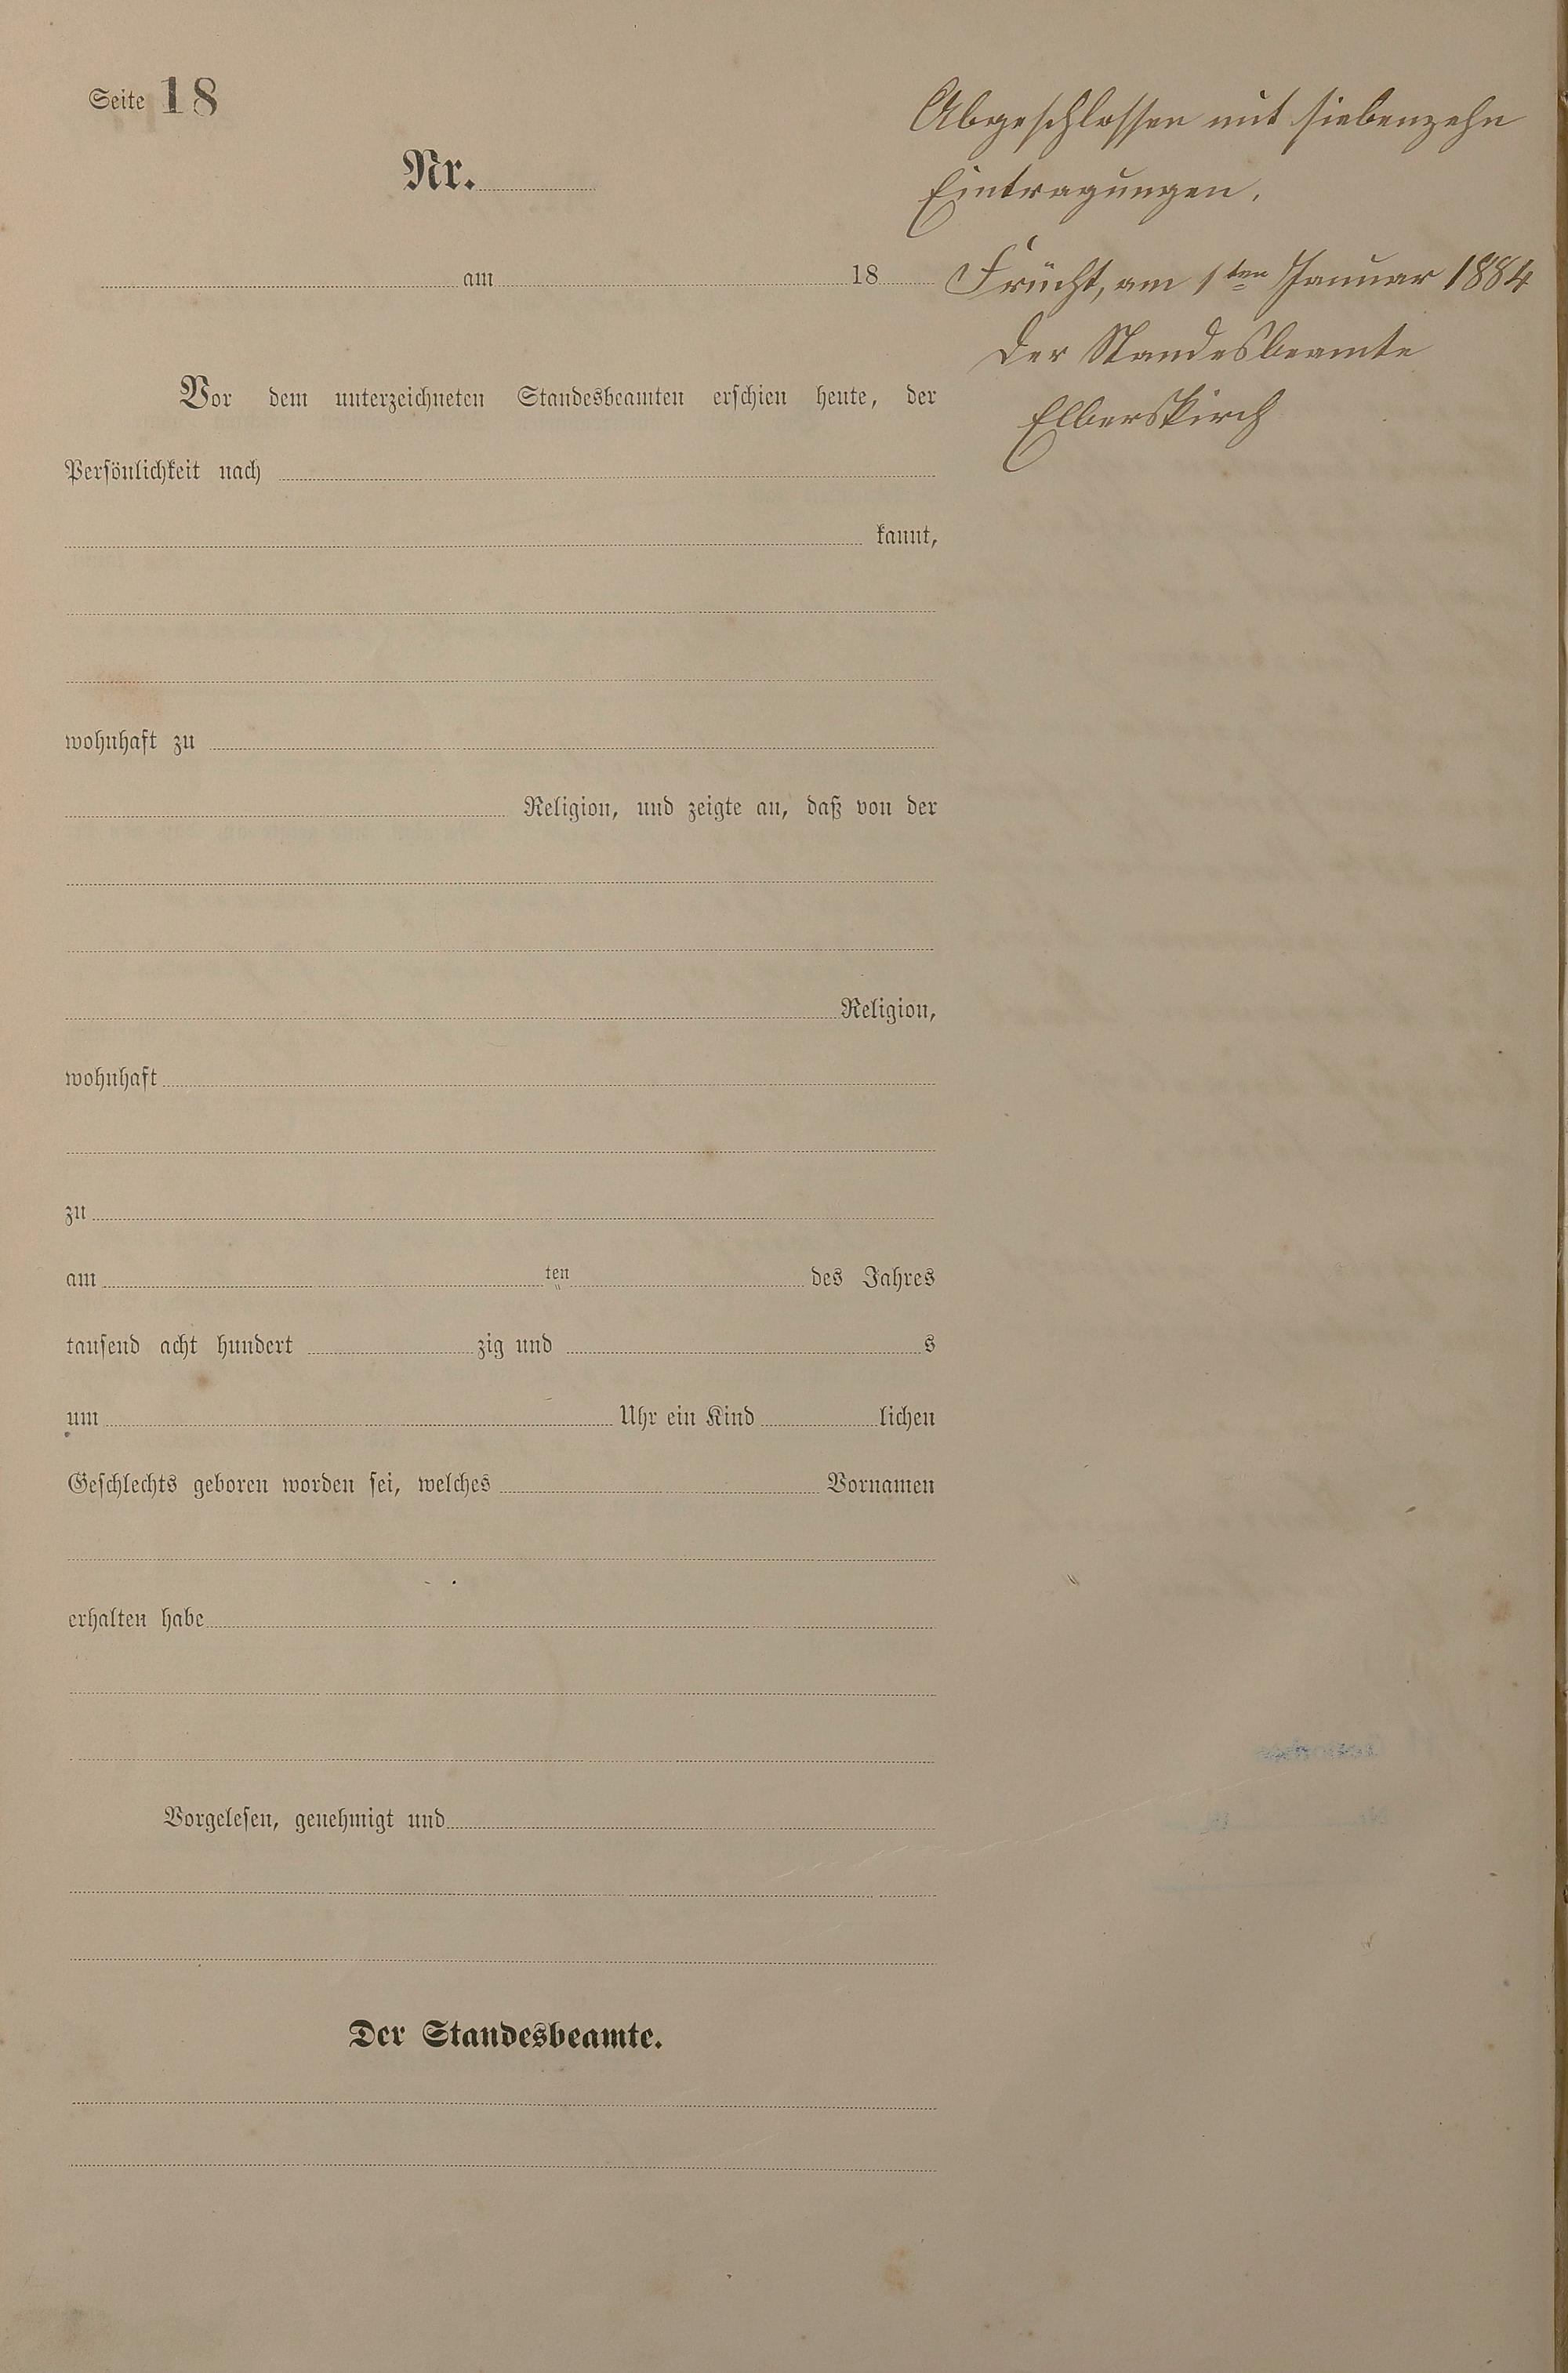 Seite 18
Nr.
am 18
Vor dem unterzeichneten Standesbeamten erschien heute, der
Persönlichkeit nach
kannt,
wohnhaft zu
Religion, und zeigte an, daß von der
Religion,
wohnhaft
zu
am ten des Jahres
tausend acht hundert zig und s
um Uhr ein Kind lichen
Geschlechts geboren worden sei, welches Vornamen
erhalten habe
Vorgelesen, genehmigt und
Der Standesbeamte.
Abgeschlossen mit siebenzehn
Eintragungen.
Frücht, am 1ten Januar 1884
Der Standesbeamte
Elberskirch